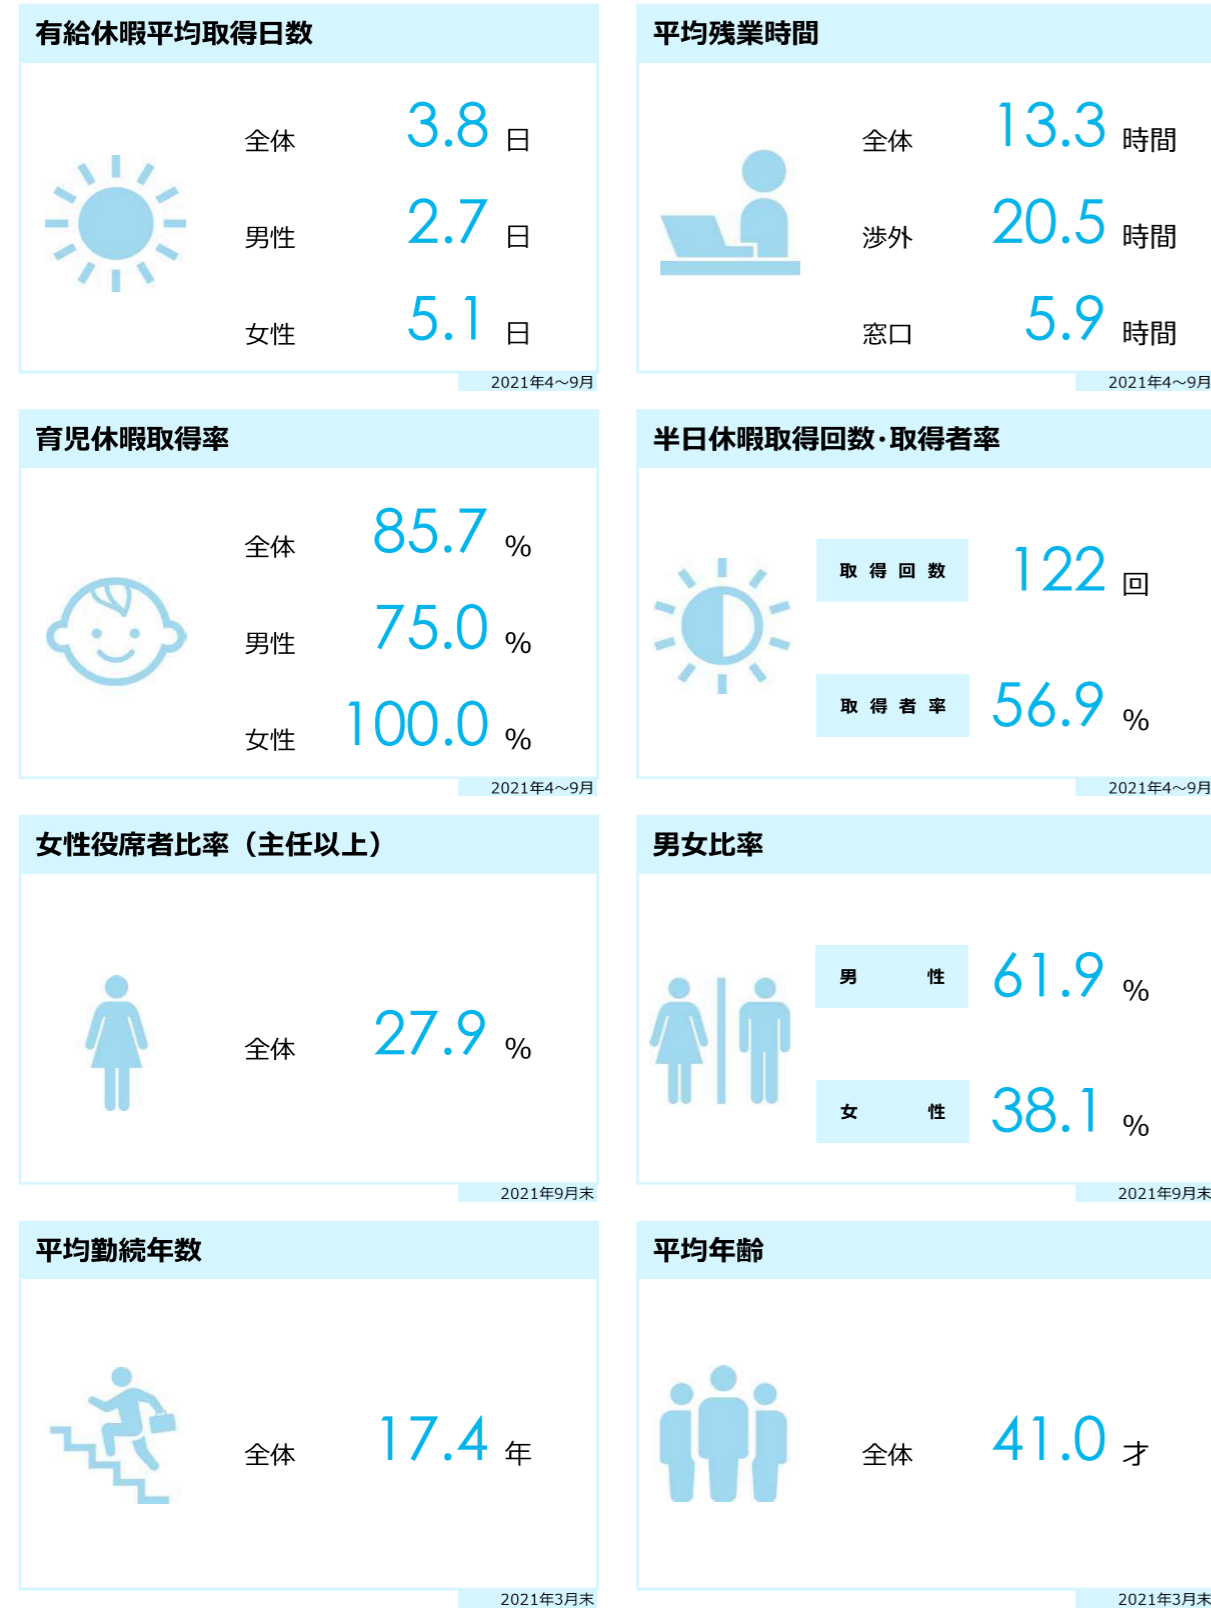 有給休暇平均取得日数
全体 3.8 日
男性 2.7 日
女性 5.1 日
2021年4～9月
平均残業時間
全体 13.3 時間
渉外 20.5 時間
窓口 5.9 時間
2021年4～9月
育児休暇取得率
全体 85.7 %
男性 75.0 %
女性 100.0 %
2021年4～9月
半日休暇取得回数･取得者率
取得回数 122 回
取得者率 56.9 %
2021年4～9月
女性役席者比率（主任以上）
全体 27.9 %
2021年9月末
男女比率
男性 61.9 %
女性 38.1 %
2021年9月末
平均勤続年数
全体 17.4 年
2021年3月末
平均年齢
全体 41.0 才
2021年3月末